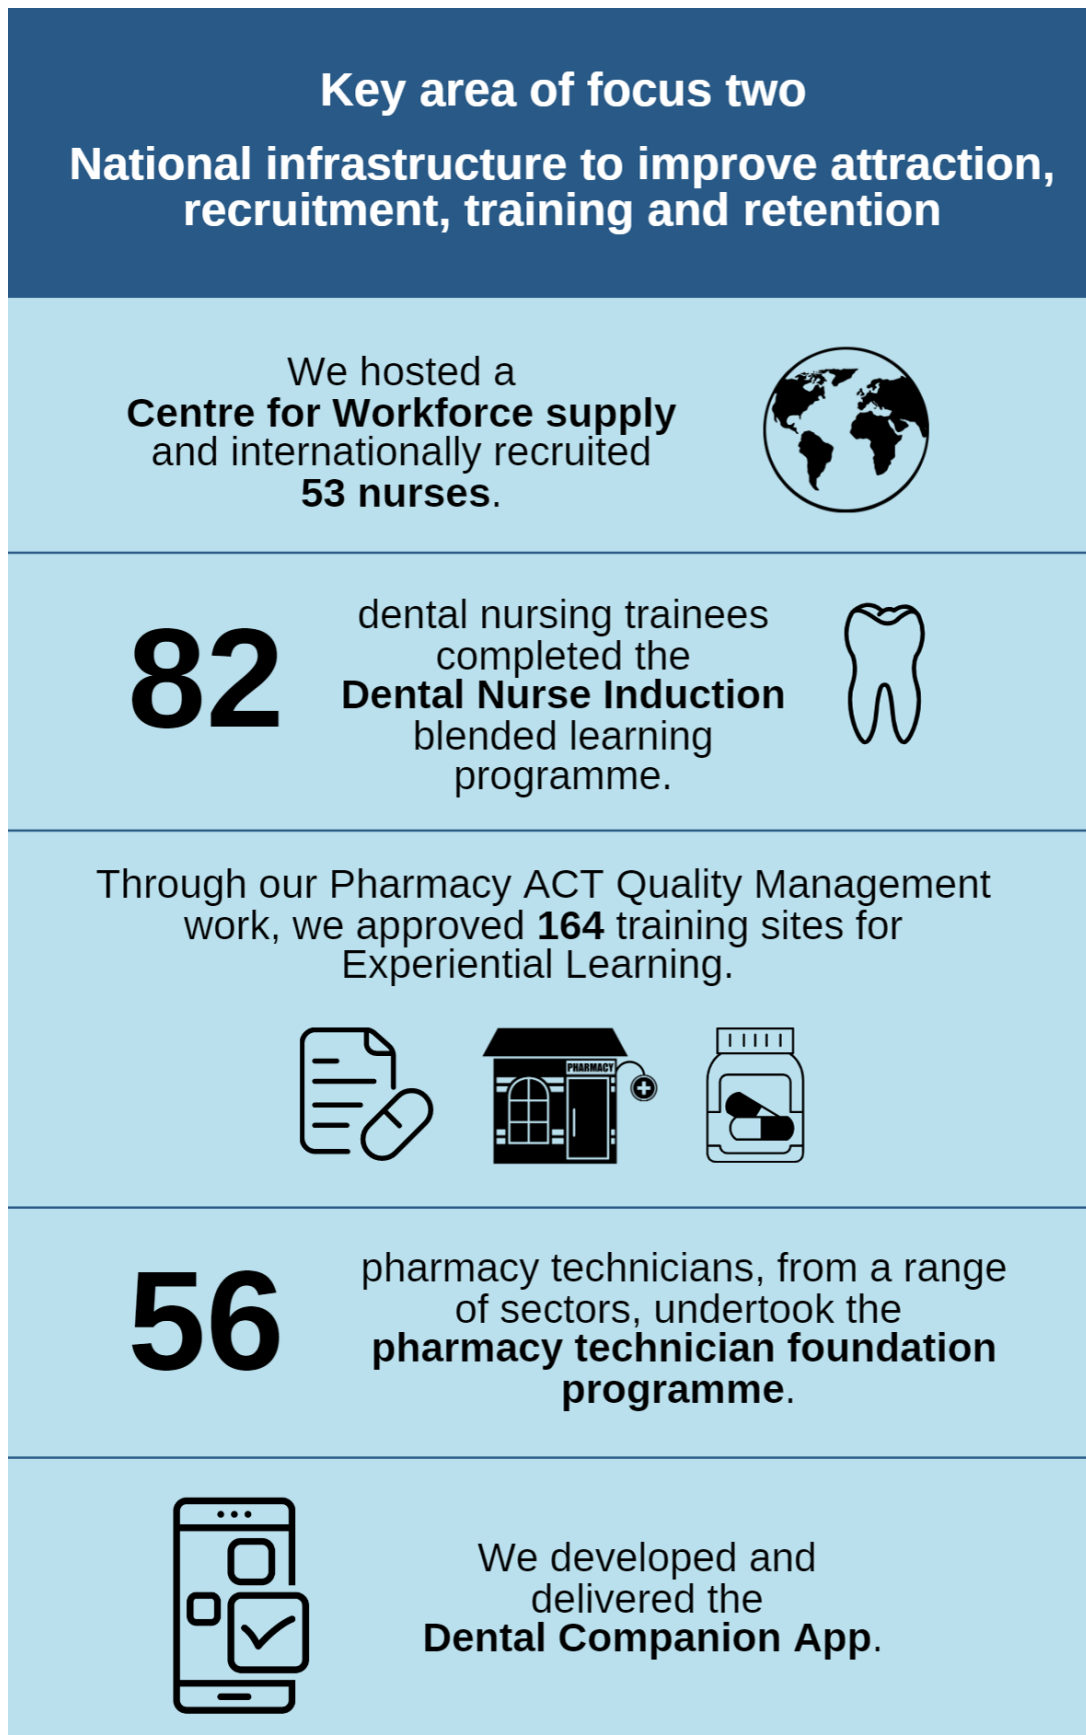 Key area of focus two
National infrastructure to improve attraction,
recruitment, training and retention
We hosted a
Centre for Workforce supply
and internationally recruited
53 nurses.
82
dental nursing trainees
completed the
Dental Nurse Induction
blended learning
programme.
Through our Pharmacy ACT Quality Management
work, we approved 164 training sites for
Experiential Learning.
PHARMACY
56
pharmacy technicians, from a range
of sectors, undertook the
pharmacy technician foundation
programme.
We developed and
delivered the
Dental Companion App.